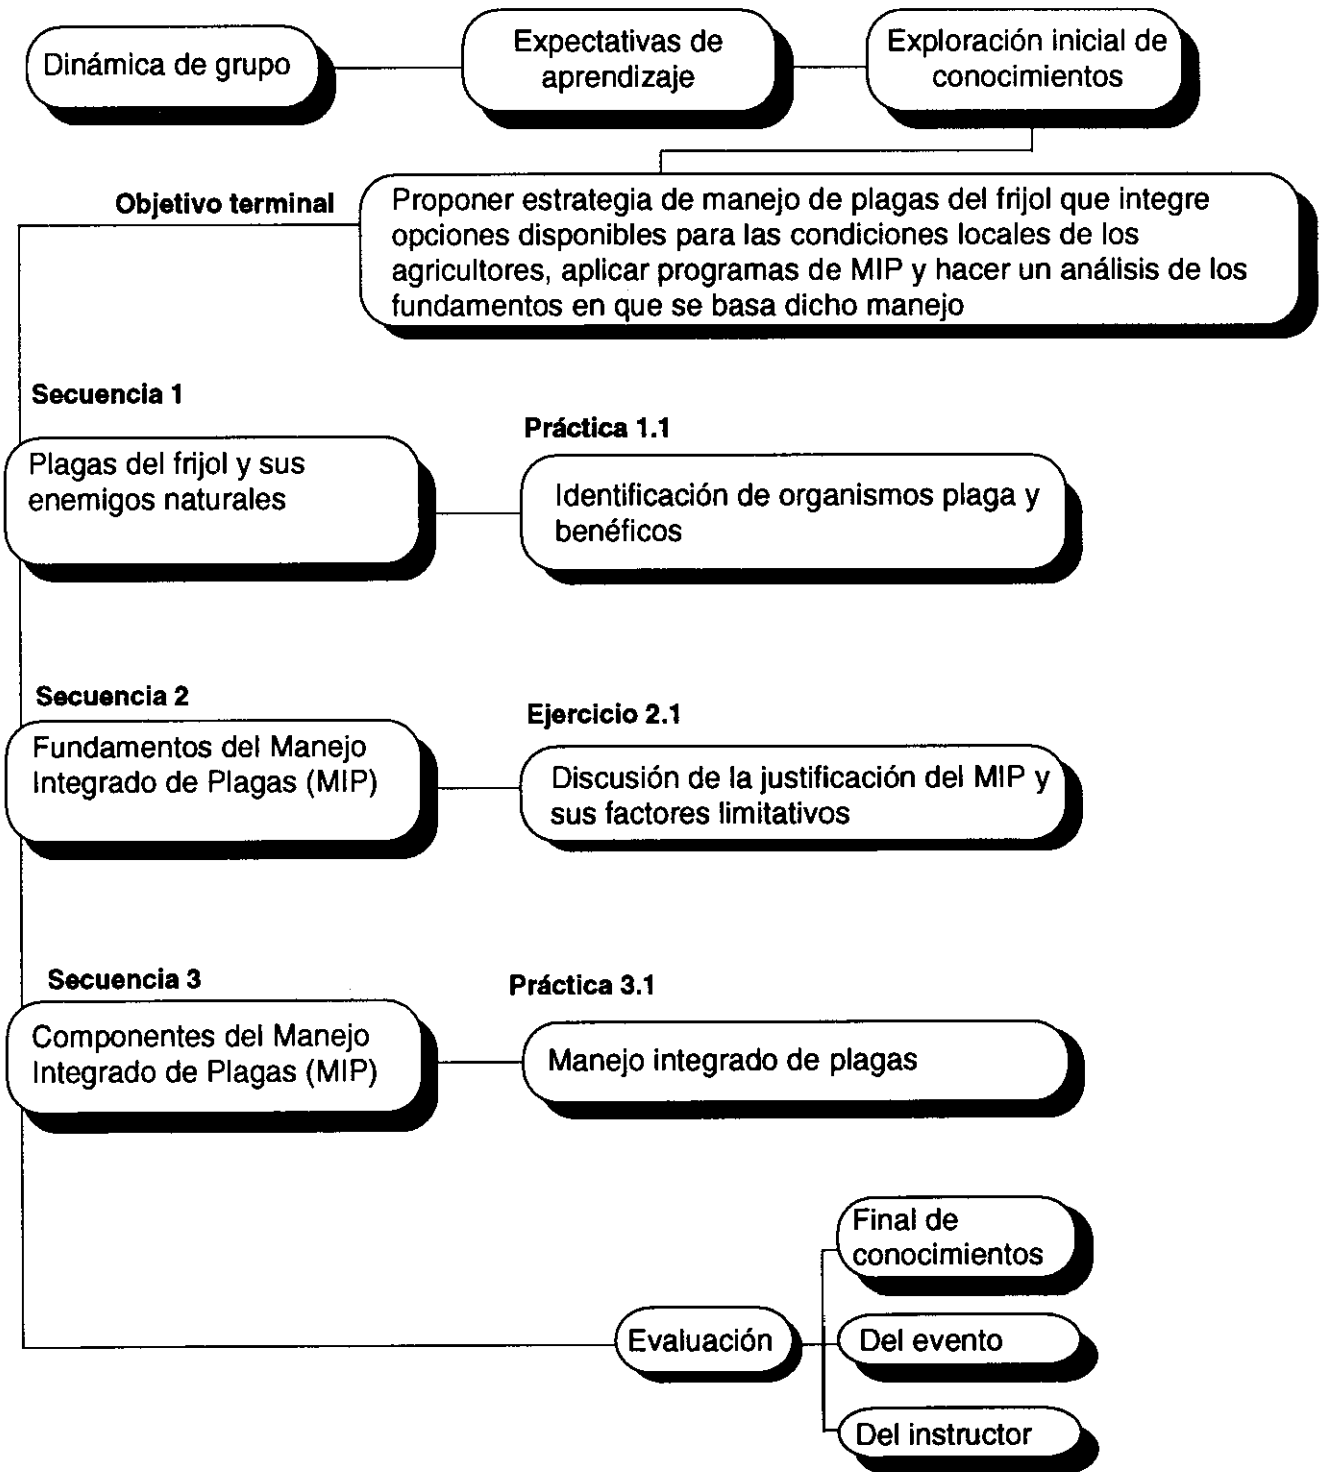 Dinámica de grupo
Expectativas de
aprendizaje
Exploración inicial de
conocimientos
Objetivo terminal
Proponer estrategia de manejo de plagas del frijol que integre
opciones disponibles para las condiciones locales de los
agricultores, aplicar programas de MIP y hacer un análisis de los
fundamentos en que se basa dicho manejo
Secuencia 1
Plagas del frijol y sus
enemigos naturales
Práctica 1.1
Identificación de organismos plaga y
benéficos
Secuencia 2
Fundamentos del Manejo
Integrado de Plagas (MIP)
Ejercicio 2.1
Discusión de la justificación del MIP y
sus factores limitativos
Secuencia 3
Componentes del Manejo
Integrado de Plagas (MIP)
Práctica 3.1
Manejo integrado de plagas
Evaluación
Final de
conocimientos
Del evento
Del instructor